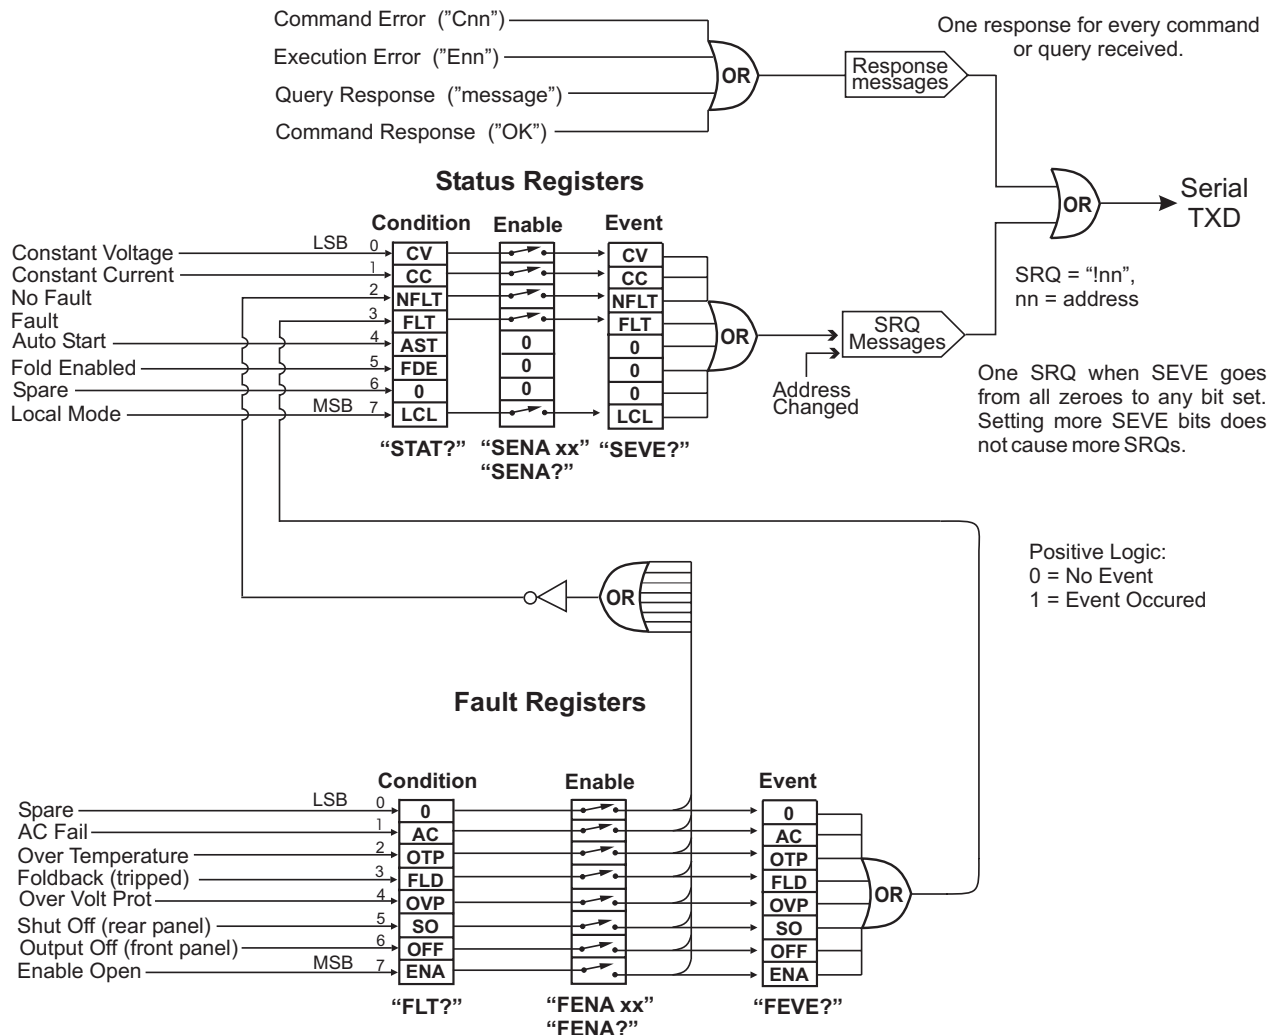 Command Error (”Cnn”)
Execution Error (”Enn”)
Query Response (”message”)
Command Response (”OK”)
OR
Response
messages
One response for every command
or query received.
OR
Serial
TXD
SRQ = “!nn”,
nn = address
Status Registers
Condition
Enable
Event
Constant Voltage
LSB
0
CV
CV
Constant Current
1
CC
CC
No Fault
2
NFLT
NFLT
Fault
3
FLT
FLT
Auto Start
4
AST
0
0
Fold Enabled
5
FDE
0
0
Spare
6
0
0
0
Local Mode
MSB
7
LCL
LCL
“STAT?”
“SENA xx”
“SENA?”
“SEVE?”
OR
SRQ
Messages
Address
Changed
One SRQ when SEVE goes
from all zeroes to any bit set.
Setting more SEVE bits does
not cause more SRQs.
Positive Logic:
0 = No Event
1 = Event Occured
OR
Fault Registers
Condition
Enable
Event
Spare
LSB
0
0
0
AC Fail
1
AC
AC
Over Temperature
2
OTP
OTP
Foldback (tripped)
3
FLD
FLD
Over Volt Prot
4
OVP
OVP
Shut Off (rear panel)
5
SO
SO
Output Off (front panel)
6
OFF
OFF
Enable Open
MSB
7
ENA
ENA
OR
“FLT?”
“FENA xx”
“FENA?”
“FEVE?”